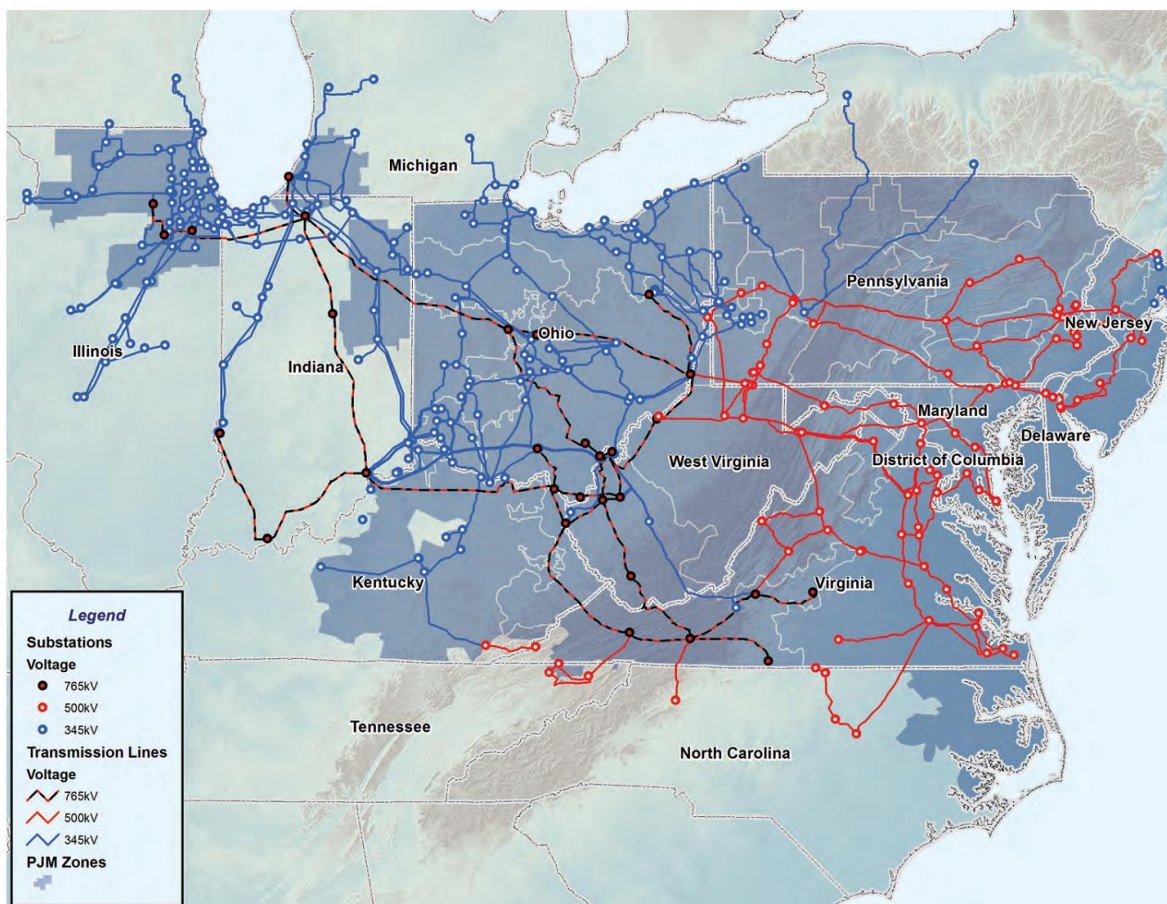 Michigan
Pennsylvania
New Jersey
Ohio
Illinois
Indiana
Maryland
Delaware
District of Columbia
West Virginia
Kentucky
Virginia
Tennessee
North Carolina
Legend
Substations
Voltage
765kV
500kV
345kV
Transmission Lines
Voltage
765kV
500kV
345kV
PJM Zones